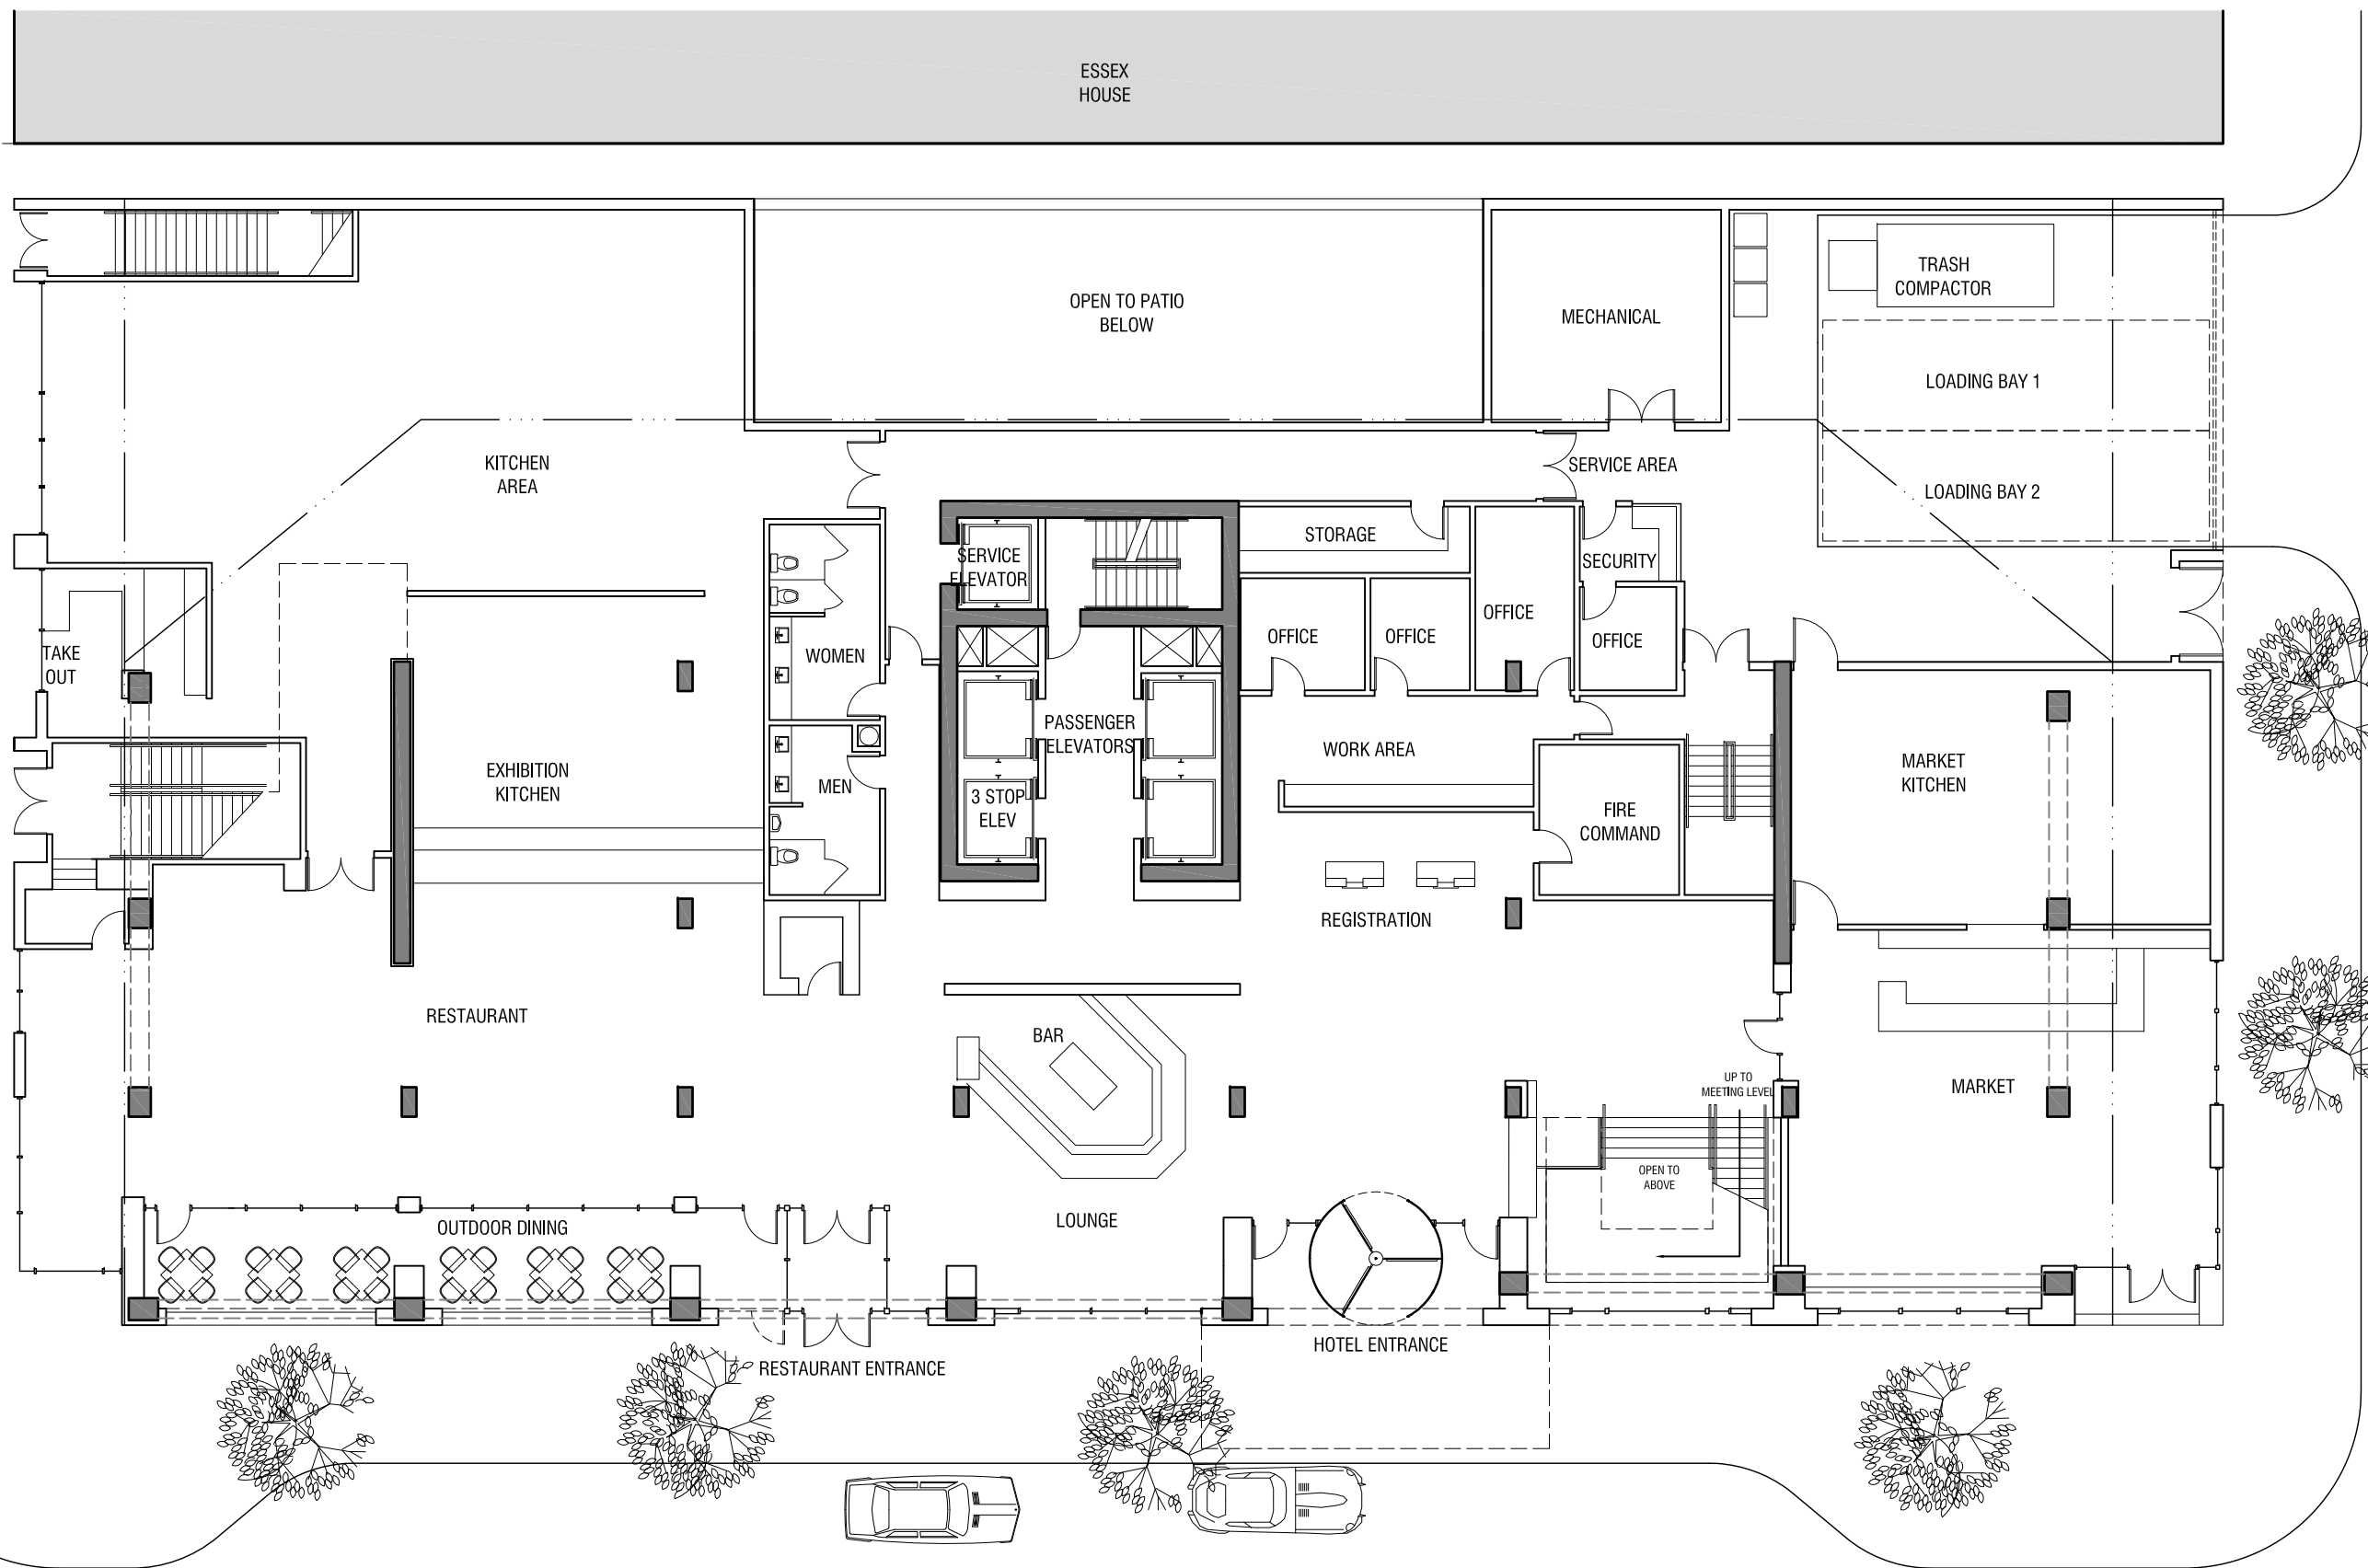 ESSEX
HOUSE
OPEN TO PATIO
BELOW
MECHANICAL
TRASH
COMPACTOR
LOADING BAY 1
LOADING BAY 2
KITCHEN
AREA
SERVICE AREA
SERVICE
ELEVATOR
STORAGE
SECURITY
OFFICE
OFFICE
OFFICE
OFFICE
TAKE
OUT
WOMEN
PASSENGER
ELEVATORS
WORK AREA
MARKET
KITCHEN
EXHIBITION
KITCHEN
MEN
3 STOP
ELEV
FIRE
COMMAND
REGISTRATION
RESTAURANT
BAR
UP TO
MEETING LEVEL
MARKET
OPEN TO
ABOVE
OUTDOOR DINING
LOUNGE
HOTEL ENTRANCE
RESTAURANT ENTRANCE